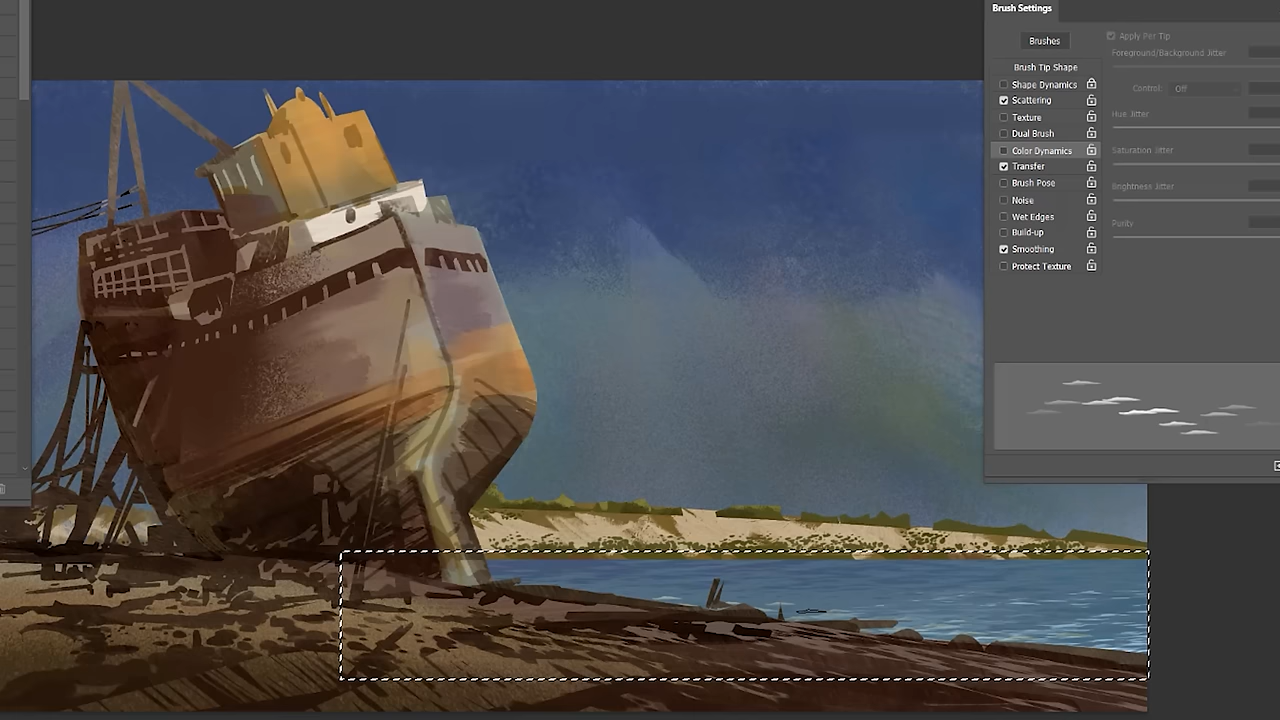 Brush Settings
Brushes
Apply Per Tip
Foreground/Background Jitter
Brush Tip Shape
Shape Dynamics
Control: Off
Scattering
Hue Jitter
Texture
Dual Brush
Color Dynamics
Saturation Jitter
Transfer
Brush Pose
Brightness Jitter
Noise
Wet Edges
Purity
Build-up
Smoothing
Protect Texture